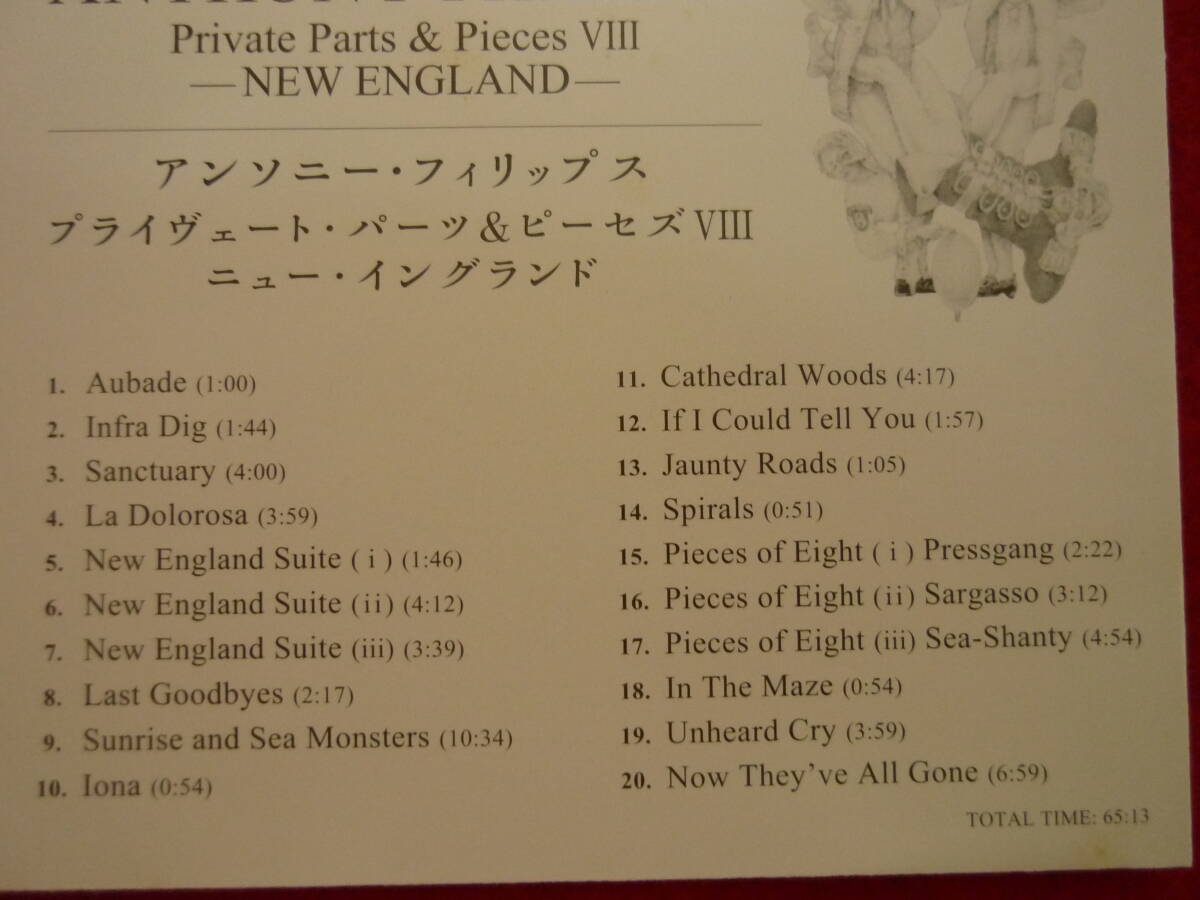 Private Parts & Pieces VIII
—NEW ENGLAND—
アンソニー・フィリップス
プライヴェート・パーツ&ピーセズVIII
ニュー・イングランド
1. Aubade (1:00)
2. Infra Dig (1:44)
3. Sanctuary (4:00)
4. La Dolorosa (3:59)
5. New England Suite ( i ) (1:46)
6. New England Suite (ii) (4:12)
7. New England Suite (iii) (3:39)
8. Last Goodbyes (2:17)
9. Sunrise and Sea Monsters (10:34)
10. Iona (0:54)
11. Cathedral Woods (4:17)
12. If I Could Tell You (1:57)
13. Jaunty Roads (1:05)
14. Spirals (0:51)
15. Pieces of Eight ( i ) Pressgang (2:22)
16. Pieces of Eight (ii) Sargasso (3:12)
17. Pieces of Eight (iii) Sea-Shanty (4:54)
18. In The Maze (0:54)
19. Unheard Cry (3:59)
20. Now They've All Gone (6:59)
TOTAL TIME: 65:13